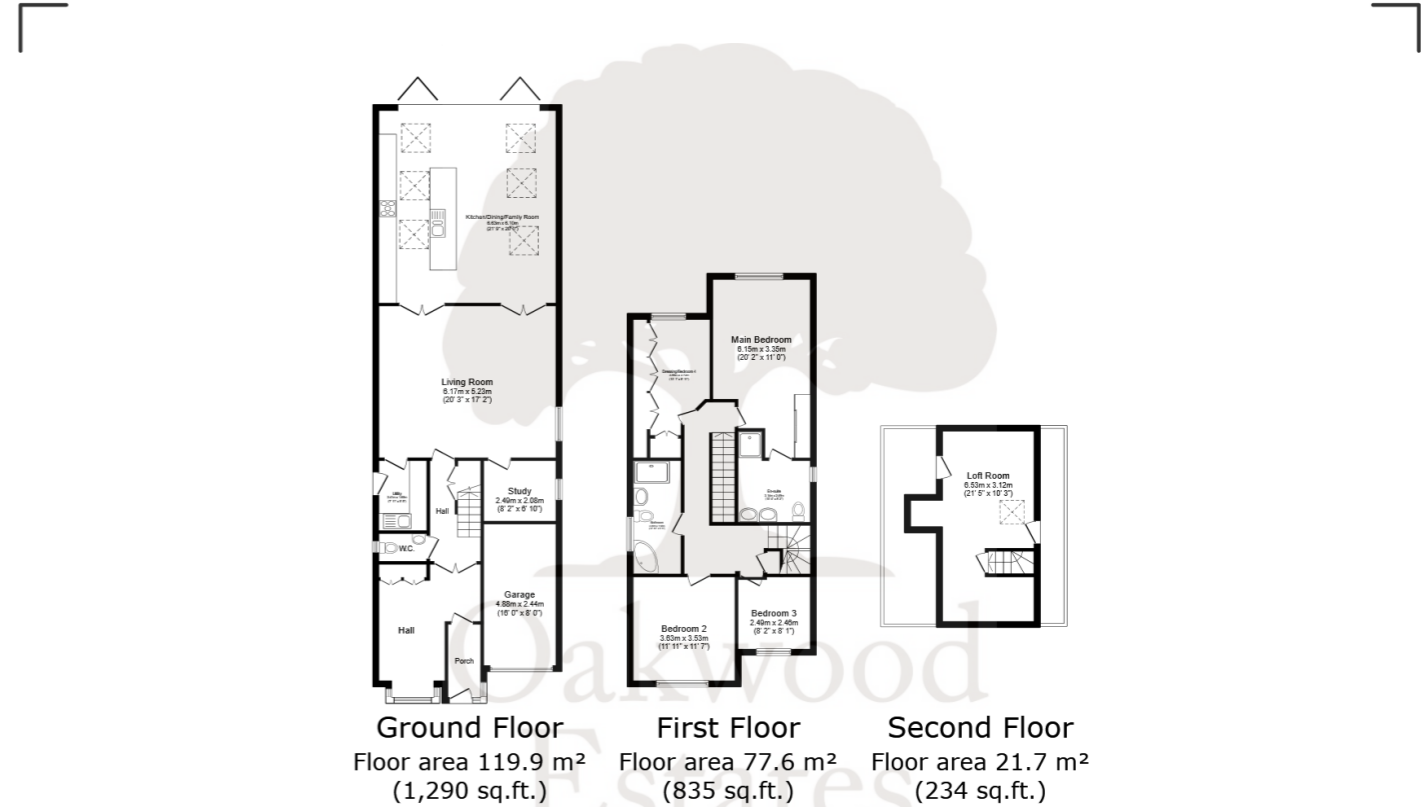 Kitchen/Dining/Family Room
Living Room
6.17m x 5.23m
(20' 3" x 17' 2")
Utility
Study
2.49m x 2.08m
(8' 2" x 6' 10")
Hall
W.C.
Garage
4.88m x 2.44m
(16' 0" x 8' 0")
Hall
Porch
Main Bedroom
6.15m x 3.35m
(20' 2" x 11' 0")
En-suite
Bathroom
Bedroom 2
3.63m x 3.53m
(11' 11" x 11' 7")
Bedroom 3
2.49m x 2.46m
(8' 2" x 8' 1")
Loft Room
6.53m x 3.12m
(21' 5" x 10' 3")
Oakwood
Estates
Ground Floor
Floor area 119.9 m²
(1,290 sq.ft.)
First Floor
Floor area 77.6 m²
(835 sq.ft.)
Second Floor
Floor area 21.7 m²
(234 sq.ft.)